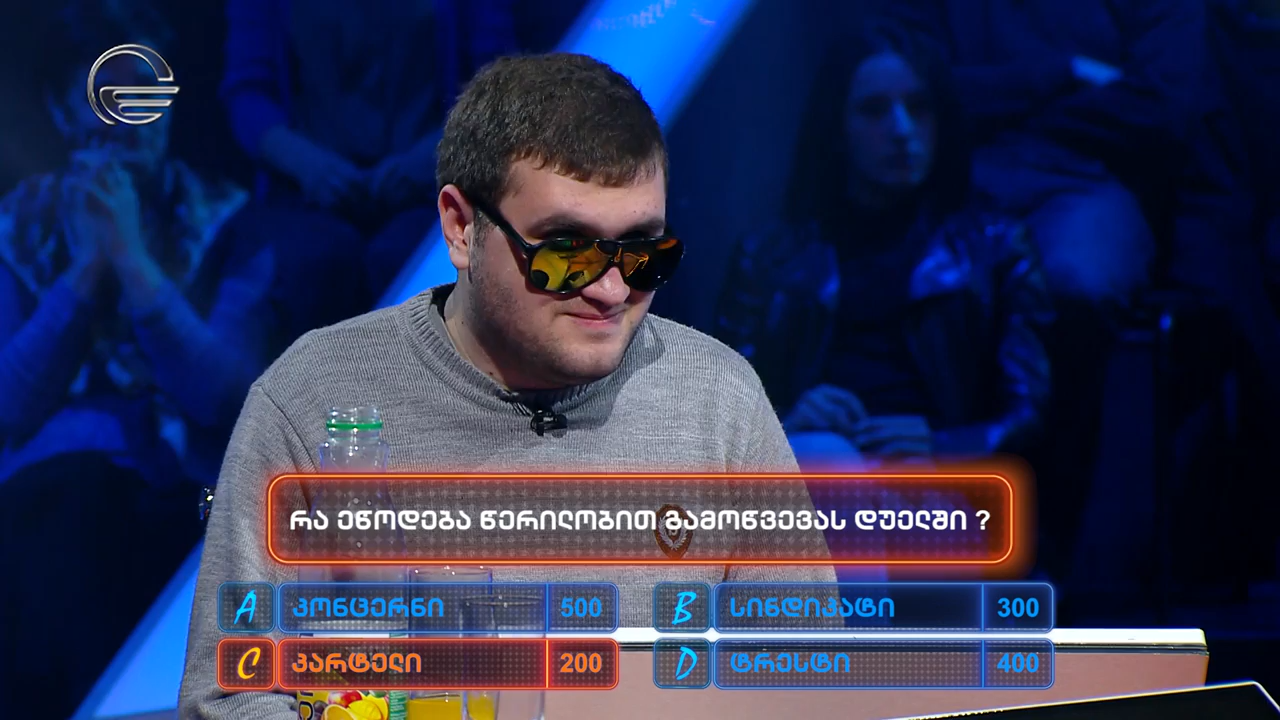 რა ეწოდება წერილობით გამოწვევას დუელში ?
A კონცერნი 500
B სინდიკატი 300
C კარტელი 200
D ტრესტი 400